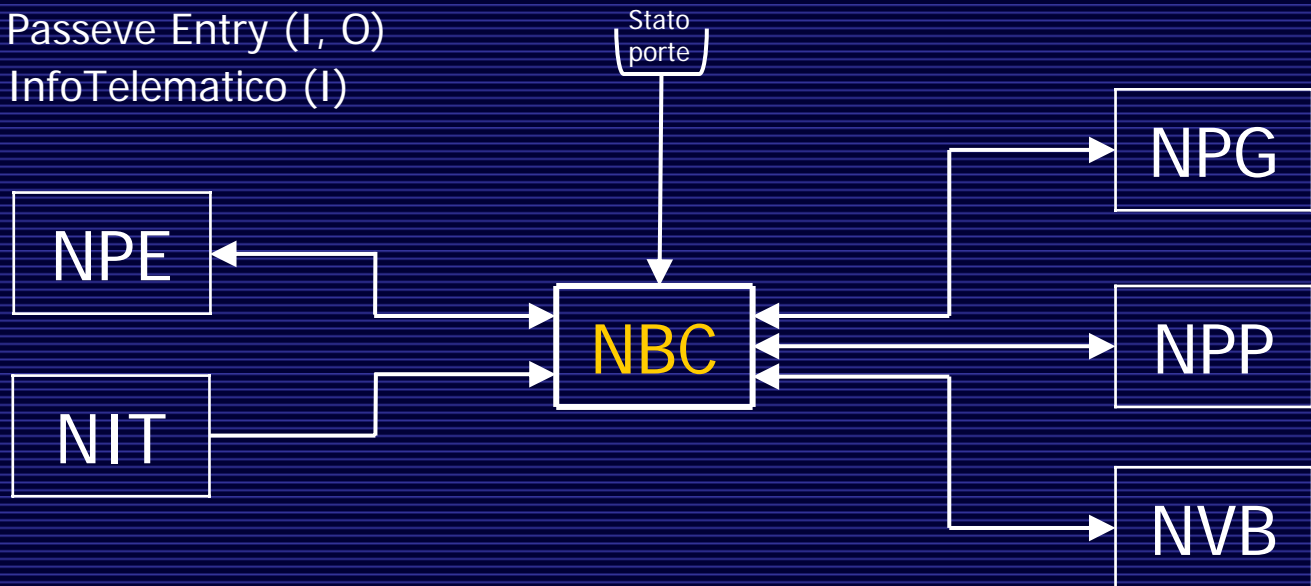 Passeve Entry (I, O)
InfoTelematico (I)
Stato
porte
NPG
NPE
NBC
NPP
NIT
NVB